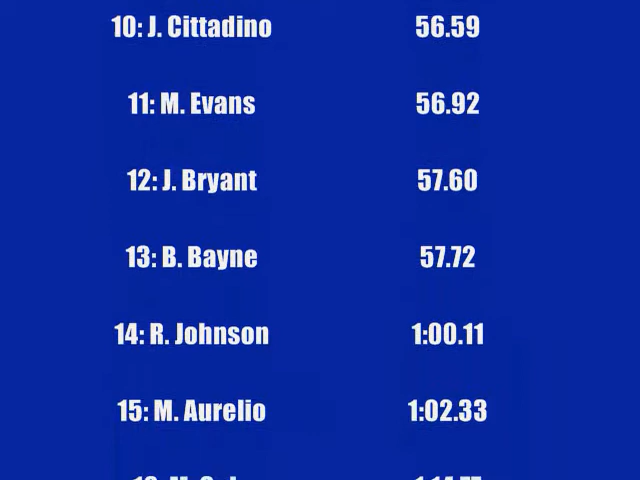 10: J. Cittadino 56.59
11: M. Evans 56.92
12: J. Bryant 57.60
13: B. Bayne 57.72
14: R. Johnson 1:00.11
15: M. Aurelio 1:02.33